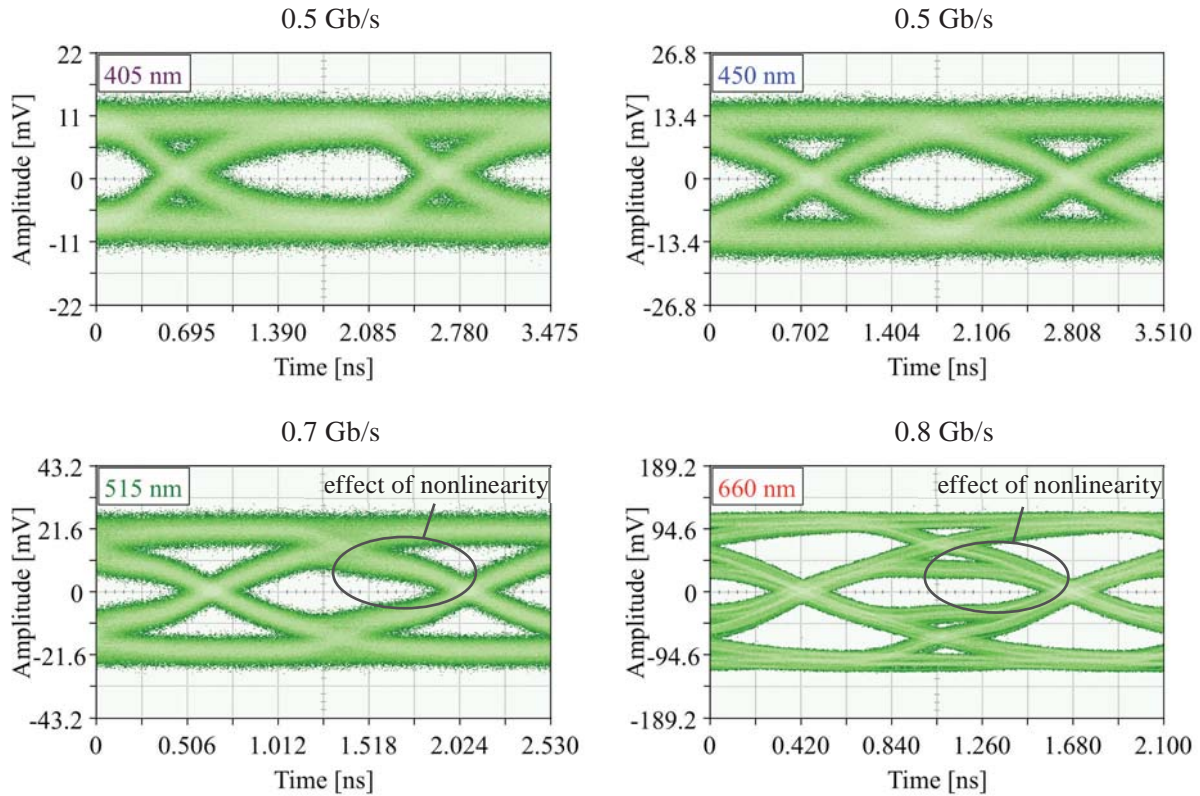 0.5 Gb/s
0.5 Gb/s
22
11
0
-11
-22
Amplitude [mV]
405 nm
0 0.695 1.390 2.085 2.780 3.475
Time [ns]
26.8
13.4
0
-13.4
-26.8
Amplitude [mV]
450 nm
0 0.702 1.404 2.106 2.808 3.510
Time [ns]
0.7 Gb/s
0.8 Gb/s
43.2
21.6
0
-21.6
-43.2
Amplitude [mV]
515 nm
effect of nonlinearity
0 0.506 1.012 1.518 2.024 2.530
Time [ns]
189.2
94.6
0
-94.6
-189.2
Amplitude [mV]
660 nm
effect of nonlinearity
0 0.420 0.840 1.260 1.680 2.100
Time [ns]